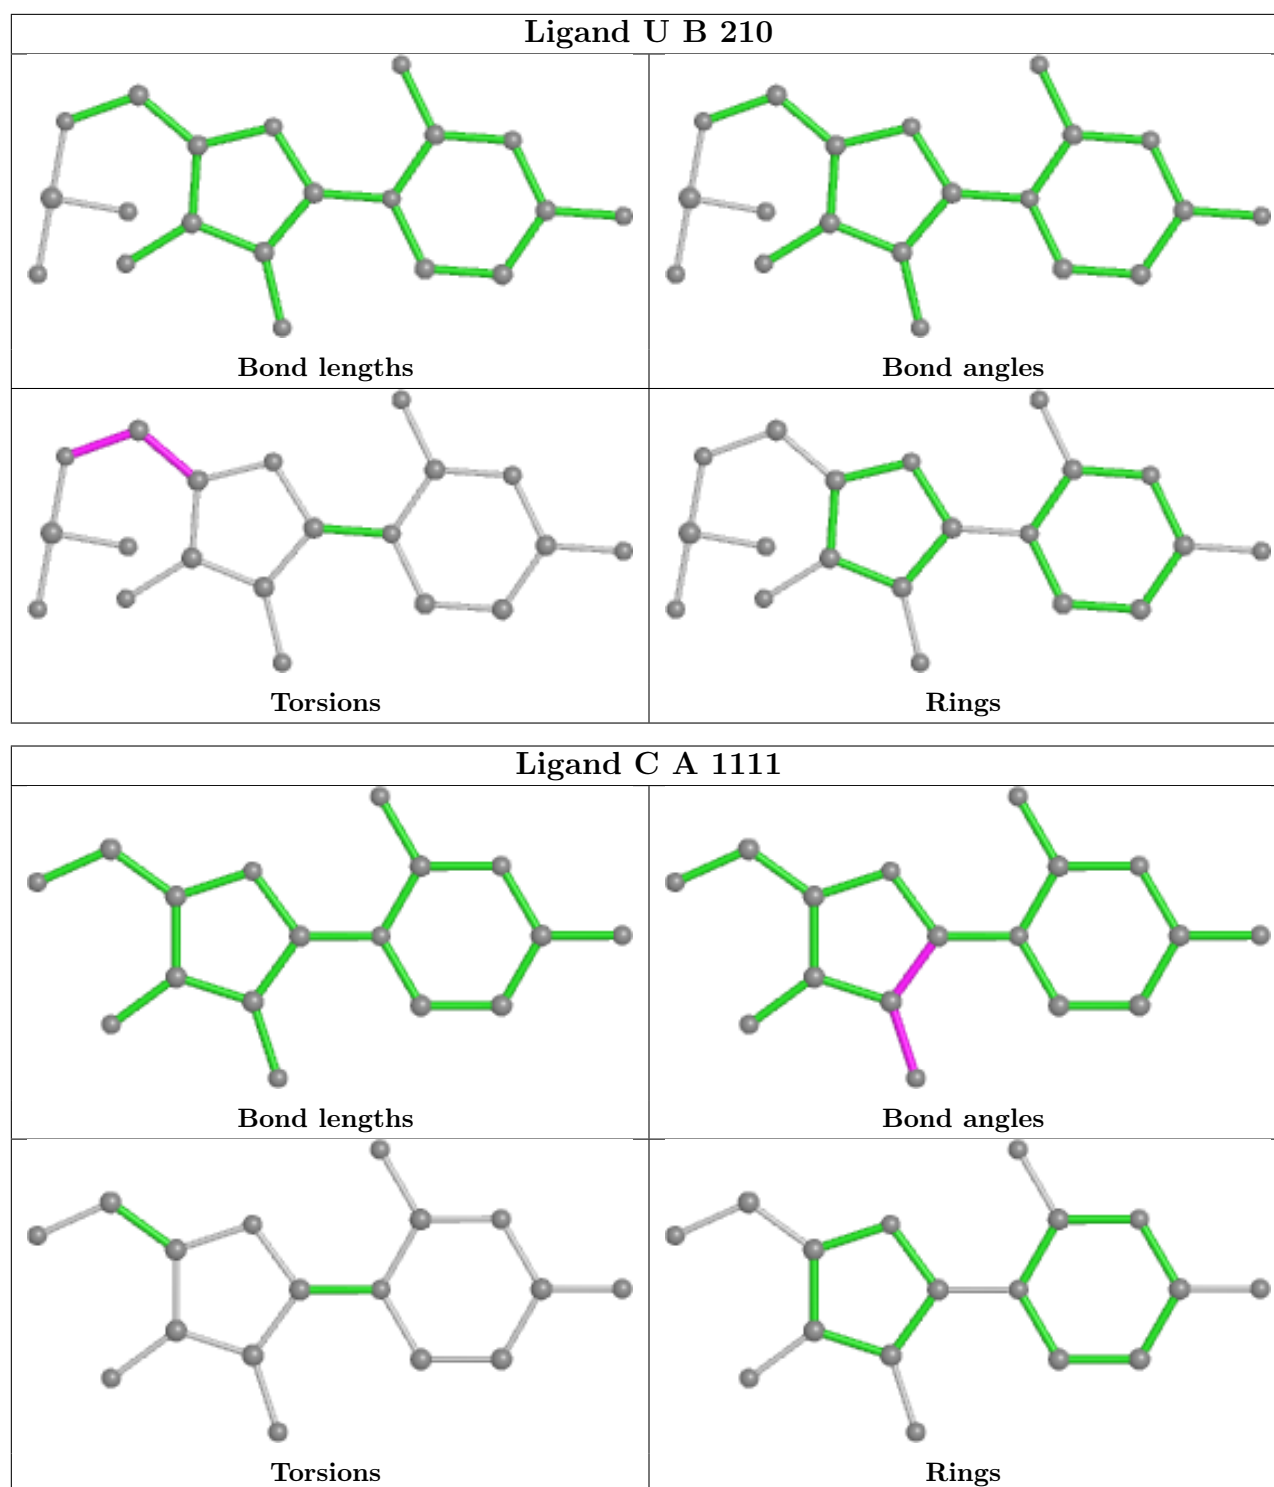 Ligand U B 210
Bond lengths
Bond angles
Torsions
Rings
Ligand C A 1111
Bond lengths
Bond angles
Torsions
Rings